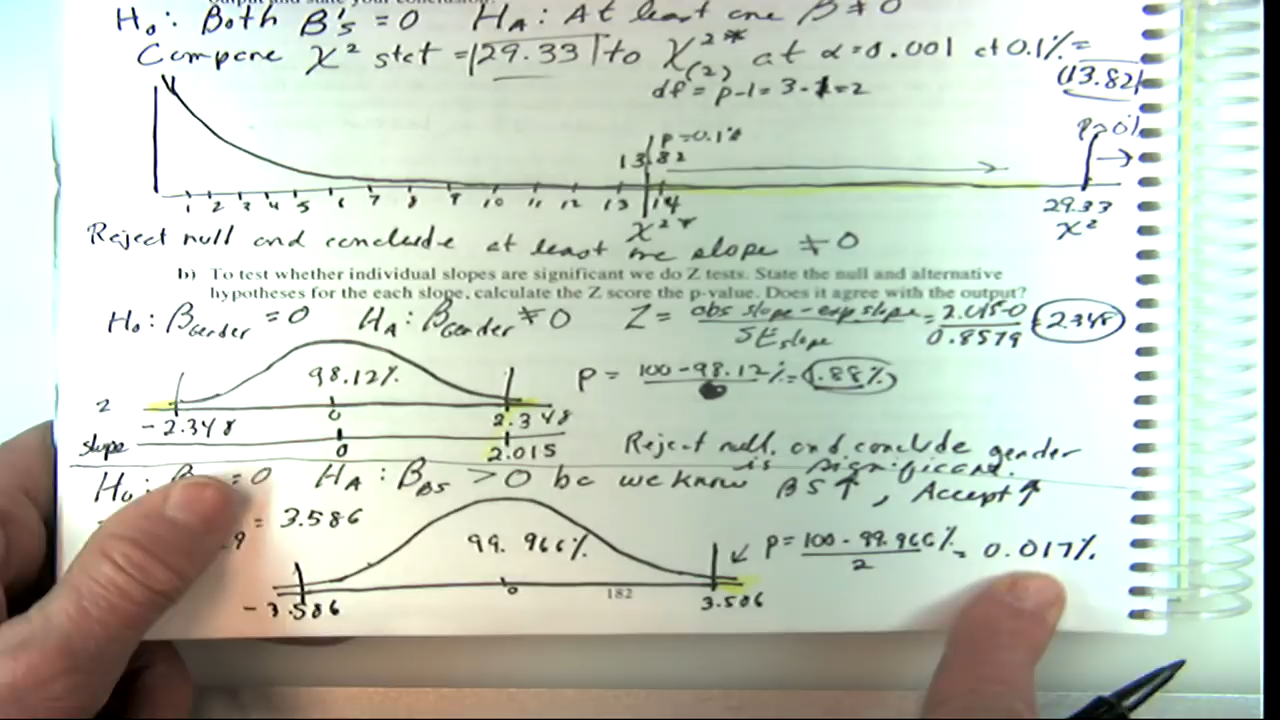 H₀: Both B's = 0 H_A: At least one β ≠ 0
Compare χ² stat = 29.33 to χ²*₍₂₎ at α = 0.001 at 0.1% =
(13.82)
df = p-1 = 3-1 = 2
p = 0.1%
13.82
p≈0%
1 2 3 4 5 6 7 8 9 10 11 12 13 14
29.33
χ²* χ²
Reject null and conclude at least one slope ≠ 0
b) To test whether individual slopes are significant we do Z tests. State the null and alternative
hypotheses for the each slope, calculate the Z score the p-value. Does it agree with the output?
H₀: B_Gender = 0 H_A: B_Gender ≠ 0 Z = (obs slope - exp slope)/SE_slope = (2.015-0)/0.8579 = 2.348
98.12% p = 100-98.12% = 1.88%
Z -2.348 0 2.348
slope 0 2.015
Reject null, and conclude gender
is significant.
H₀: = 0 H_A: B_BS > 0 bc we know BS↑, Accept↑
= 3.586
99.966% p = (100-99.966%)/2 = 0.017%
-3.586 0 3.586
182